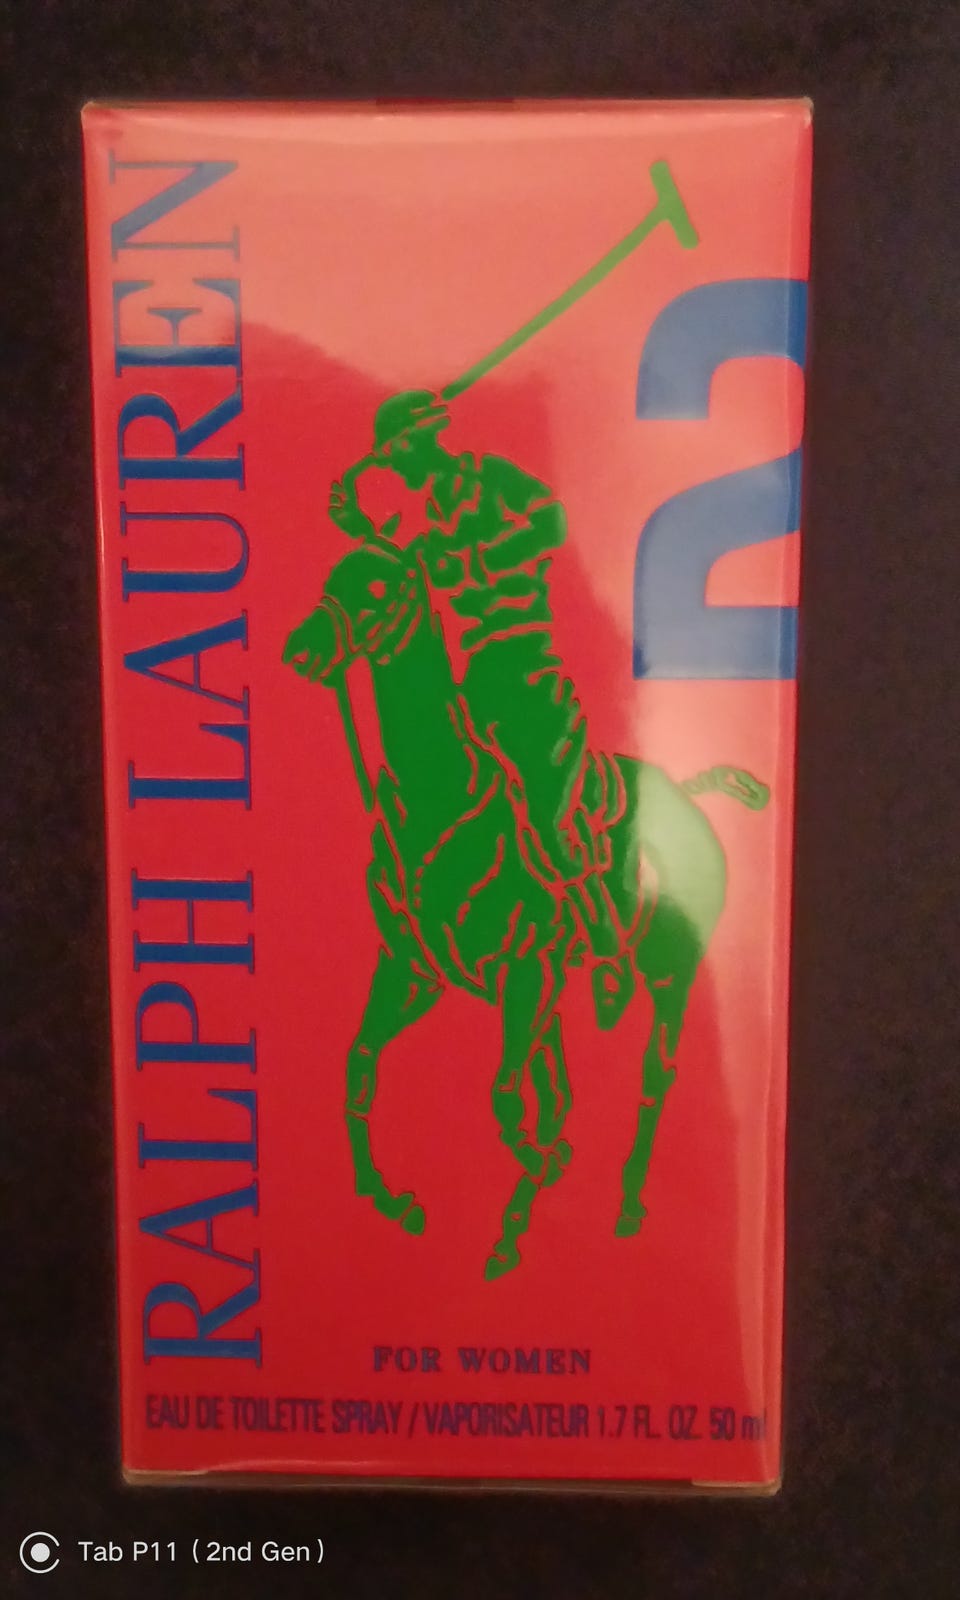 RALPH LAUREN
2
FOR WOMEN
EAU DE TOILETTE SPRAY / VAPORISATEUR 1.7 FL. OZ. 50 ml
Tab P11 (2nd Gen)